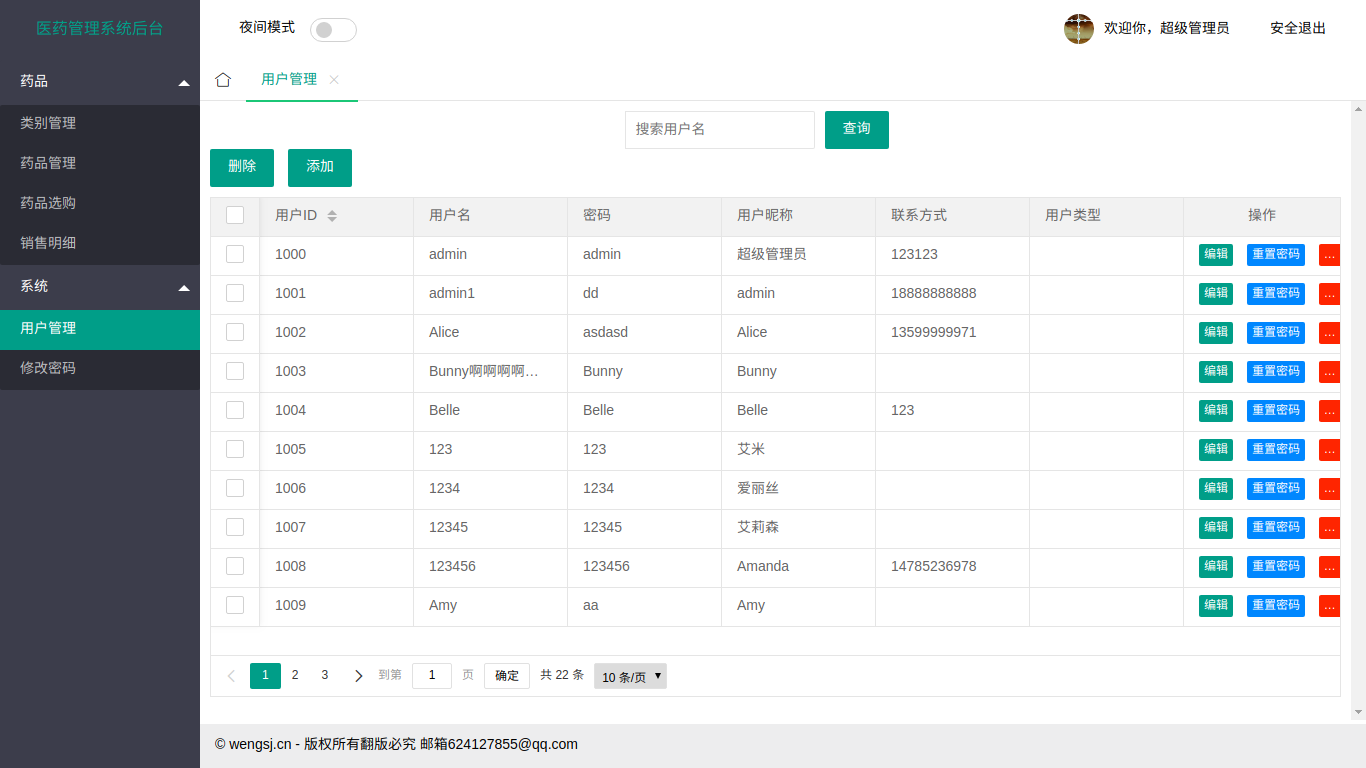 医药管理系统后台
夜间模式
欢迎你，超级管理员 安全退出
药品
类别管理
药品管理
药品选购
销售明细
系统
用户管理
修改密码
用户管理
搜索用户名 查询
删除 添加
用户ID 用户名 密码 用户昵称 联系方式 用户类型 操作
1000 admin admin 超级管理员 123123 编辑 重置密码 ...
1001 admin1 dd admin 18888888888 编辑 重置密码 ...
1002 Alice asdasd Alice 13599999971 编辑 重置密码 ...
1003 Bunny啊啊啊啊... Bunny Bunny 编辑 重置密码 ...
1004 Belle Belle Belle 123 编辑 重置密码 ...
1005 123 123 艾米 编辑 重置密码 ...
1006 1234 1234 爱丽丝 编辑 重置密码 ...
1007 12345 12345 艾莉森 编辑 重置密码 ...
1008 123456 123456 Amanda 14785236978 编辑 重置密码 ...
1009 Amy aa Amy 编辑 重置密码 ...
1 2 3 到第 1 页 确定 共 22 条 10 条/页
© wengsj.cn - 版权所有翻版必究 邮箱624127855@qq.com